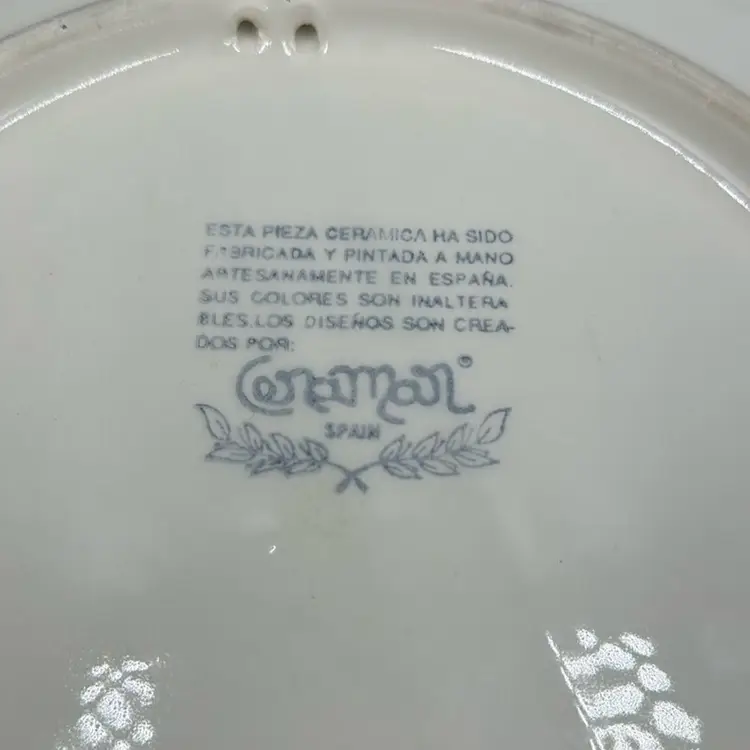 ESTA PIEZA CERAMICA HA SIDO
FABRICADA Y PINTADA A MANO
ARTESANAMENTE EN ESPAÑA.
SUS COLORES SON INALTERA
BLES.LOS DISEÑOS SON CREA-
DOS POR:
Ceramar®
SPAIN